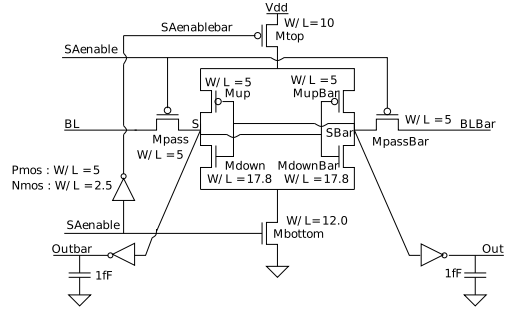 Vdd
SAenablebar
W/L=10
Mtop
SAenable
W/L=5
Mup
W/L=5
MupBar
W/L=5
BL
S
SBar
BLBar
Mpass
W/L=5
MpassBar
Mdown
W/L=17.8
MdownBar
W/L=17.8
Pmos : W/L=5
Nmos : W/L=2.5
SAenable
W/L=12.0
Mbottom
Outbar
Out
1fF
1fF